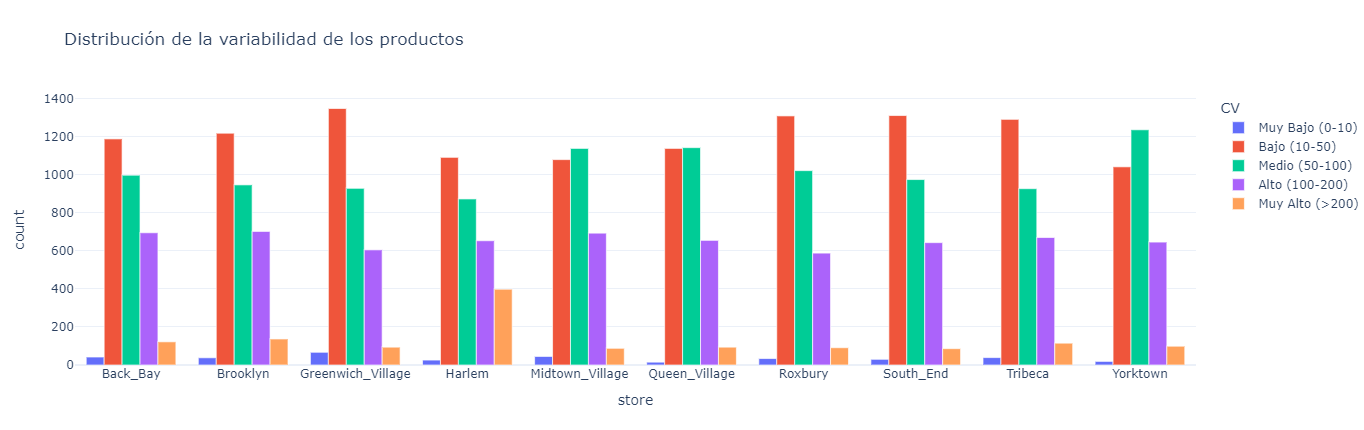 Distribución de la variabilidad de los productos
CV
Muy Bajo (0-10)
Bajo (10-50)
Medio (50-100)
Alto (100-200)
Muy Alto (>200)
1400
1200
1000
800
600
400
200
0
count
Back_Bay Brooklyn Greenwich_Village Harlem Midtown_Village Queen_Village Roxbury South_End Tribeca Yorktown
store